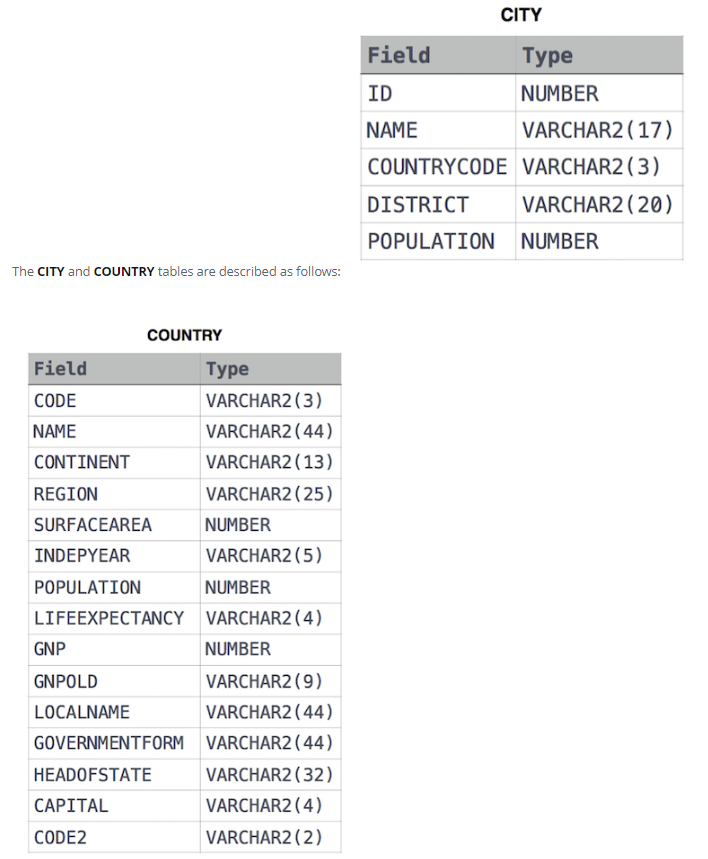 CITY
Field Type
ID NUMBER
NAME VARCHAR2(17)
COUNTRYCODE VARCHAR2(3)
DISTRICT VARCHAR2(20)
POPULATION NUMBER
The CITY and COUNTRY tables are described as follows:
COUNTRY
Field Type
CODE VARCHAR2(3)
NAME VARCHAR2(44)
CONTINENT VARCHAR2(13)
REGION VARCHAR2(25)
SURFACEAREA NUMBER
INDEPYEAR VARCHAR2(5)
POPULATION NUMBER
LIFEEXPECTANCY VARCHAR2(4)
GNP NUMBER
GNPOLD VARCHAR2(9)
LOCALNAME VARCHAR2(44)
GOVERNMENTFORM VARCHAR2(44)
HEADOFSTATE VARCHAR2(32)
CAPITAL VARCHAR2(4)
CODE2 VARCHAR2(2)